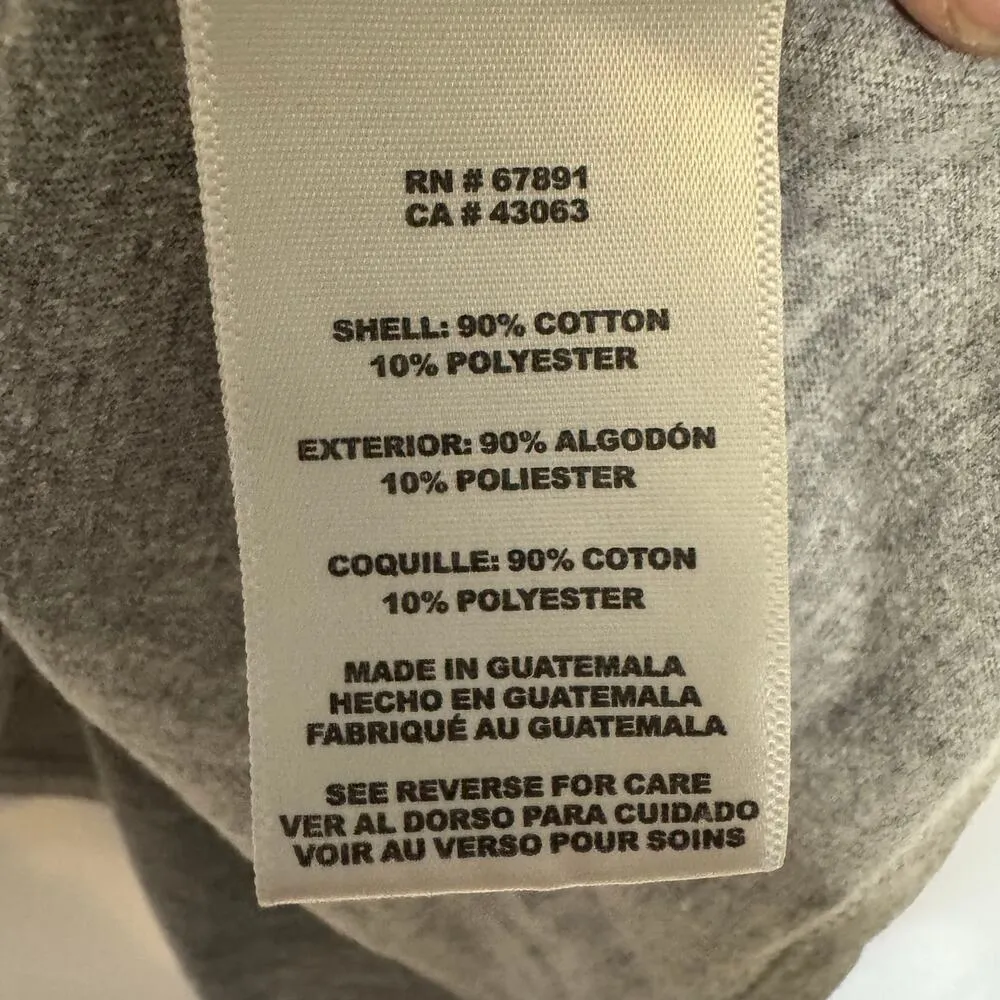 RN # 67891
CA # 43063
SHELL: 90% COTTON
10% POLYESTER
EXTERIOR: 90% ALGODÓN
10% POLIESTER
COQUILLE: 90% COTON
10% POLYESTER
MADE IN GUATEMALA
HECHO EN GUATEMALA
FABRIQUÉ AU GUATEMALA
SEE REVERSE FOR CARE
VER AL DORSO PARA CUIDADO
VOIR AU VERSO POUR SOINS